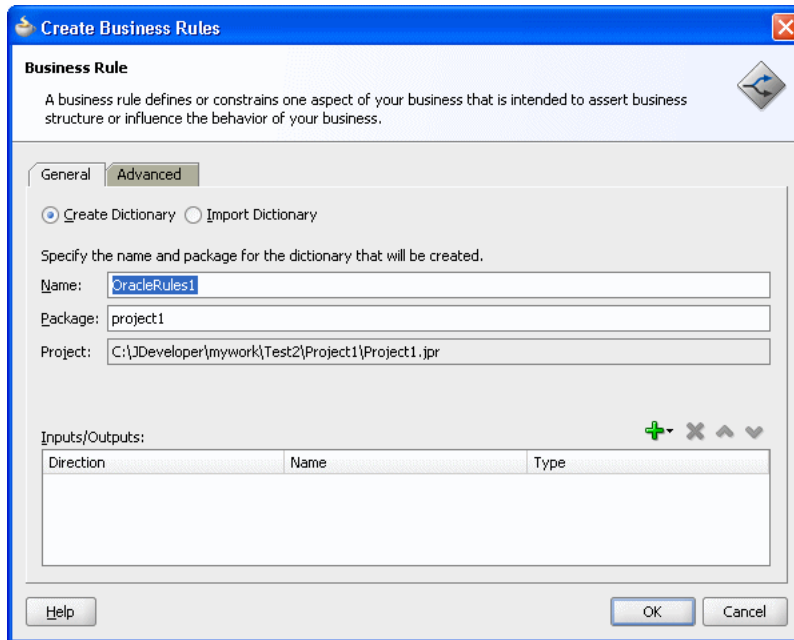 Create Business Rules
Business Rule
A business rule defines or constrains one aspect of your business that is intended to assert business
structure or influence the behavior of your business.
General Advanced
Create Dictionary Import Dictionary
Specify the name and package for the dictionary that will be created.
Name: OracleRules1
Package: project1
Project: C:\JDeveloper\mywork\Test2\Project1\Project1.jpr
Inputs/Outputs:
Direction Name Type
Help OK Cancel